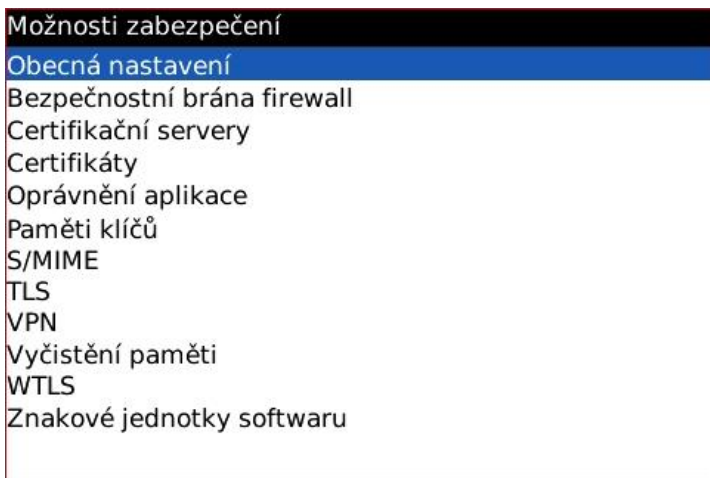 Možnosti zabezpečení
Obecná nastavení
Bezpečnostní brána firewall
Certifikační servery
Certifikáty
Oprávnění aplikace
Paměti klíčů
S/MIME
TLS
VPN
Vyčistění paměti
WTLS
Znakové jednotky softwaru